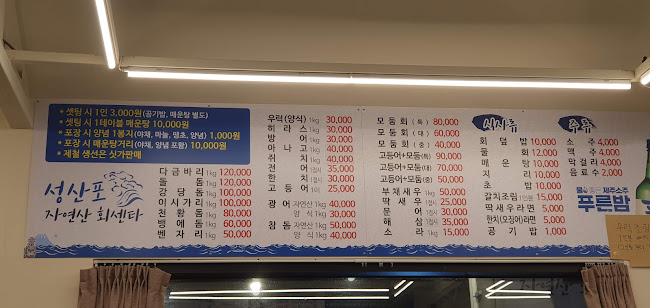 * 셋팅 시 1인 3,000원(공기밥, 매운탕 별도)
* 셋팅 시 1테이블 매운탕 10,000원
* 포장 시 양념 1봉지(야채, 마늘, 땡초, 양념) 1,000원
* 포장 시 매운탕거리(야채, 양념 포함) 10,000원
* 제철 생선은 싯가판매
성산포
자연산 회센타
다금바리 1kg 120,000
돌돔 1kg 120,000
강담돔 1kg 100,000
이시가리 1kg 100,000
천황돔 1kg 80,000
뱅에돔 1kg 60,000
벤자리 1kg 50,000
우럭(양식) 1kg 30,000
히라스 1kg 30,000
방어 1kg 30,000
아나고 1kg 40,000
쥐치 1kg 40,000
전어 1kg 35,000
한치 1kg 30,000
고등어 1미 25,000
광어 자연산 1kg 40,000
양식 1kg 30,000
참돔 자연산 1kg 50,000
양식 1kg 40,000
모둠회 (특) 80,000
모둠회 (대) 60,000
모둠회 (중) 40,000
고등어+모둠(특) 90,000
고등어+모둠(대) 70,000
고등어+모둠(중) 50,000
부채새우 1kg 50,000
딱새우 1kg 25,000
문어 1접시 30,000
해삼 1접시 35,000
소라 1kg 15,000
식사류
회덮밥 10,000
물회 12,000
매운탕 10,000
지리 10,000
초밥 10,000
갈치조림 1인분 15,000
딱새우라면 5,000
한치(오징어)라면 5,000
공기밥 1,000
주류
소주 4,000
맥주 4,000
막걸리 4,000
음료수 2,000
제주소주
푸른밤